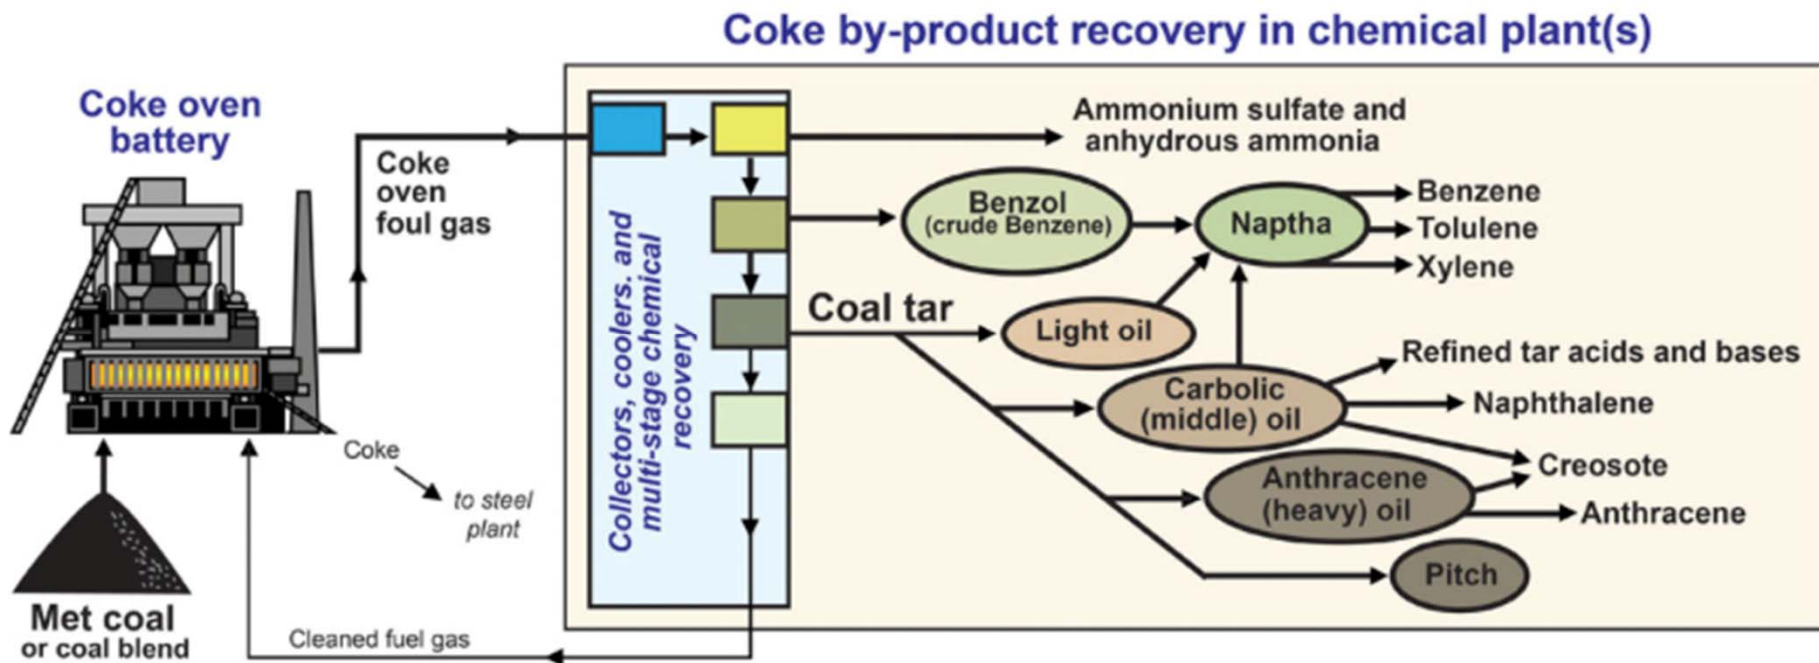 Coke by-product recovery in chemical plant(s)
Coke oven
battery
Coke
oven
foul gas
Collectors, coolers. and
multi-stage chemical
recovery
Ammonium sulfate and
anhydrous ammonia
Benzol
(crude Benzene)
Naptha
Benzene
Tolulene
Xylene
Coal tar
Light oil
Carbolic
(middle) oil
Refined tar acids and bases
Naphthalene
Creosote
Anthracene
(heavy) oil
Anthracene
Pitch
Coke
to steel
plant
Met coal
or coal blend
Cleaned fuel gas